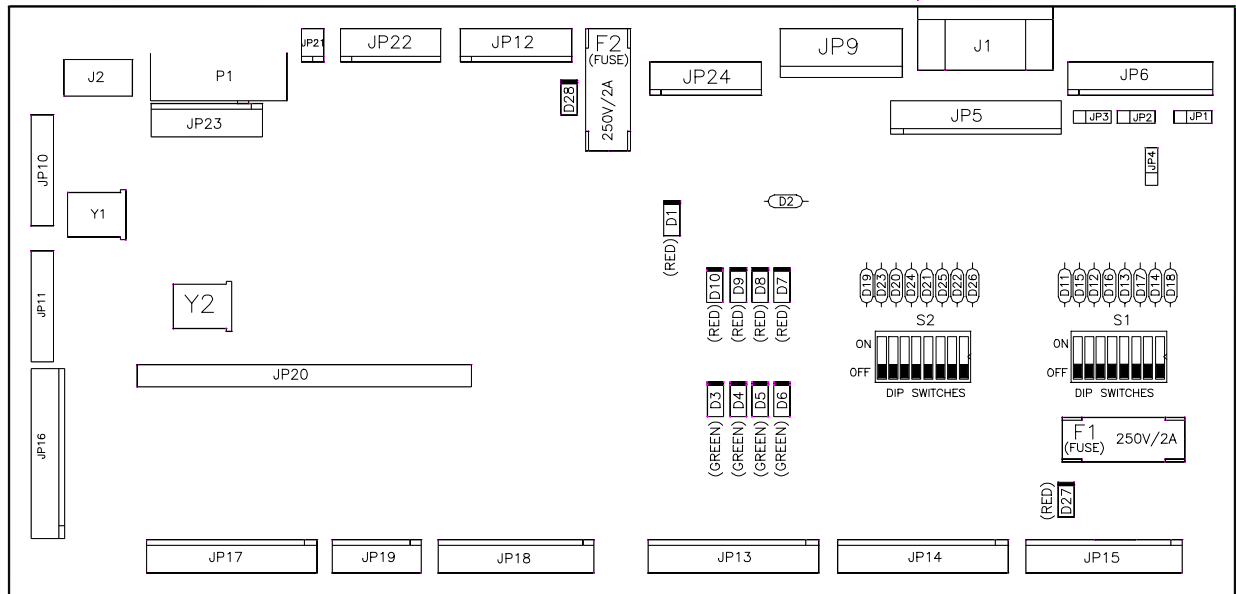 JP21
JP22
JP12
F2
(FUSE)
250V/2A
D28
JP24
JP9
J1
JP6
J2
P1
JP23
JP5
JP3
JP2
JP1
JP4
JP10
Y1
D1
(RED)
D2
JP11
Y2
D10
D9
D8
D7
(RED)
(RED)
(RED)
(RED)
D19
D23
D20
D24
D21
D25
D22
D26
D11
D15
D12
D16
D13
D17
D14
D18
S2
ON
OFF
DIP SWITCHES
S1
ON
OFF
DIP SWITCHES
JP20
D3
D4
D5
D6
(GREEN)
(GREEN)
(GREEN)
(GREEN)
JP16
F1
(FUSE)
250V/2A
(RED)
D27
JP17
JP19
JP18
JP13
JP14
JP15